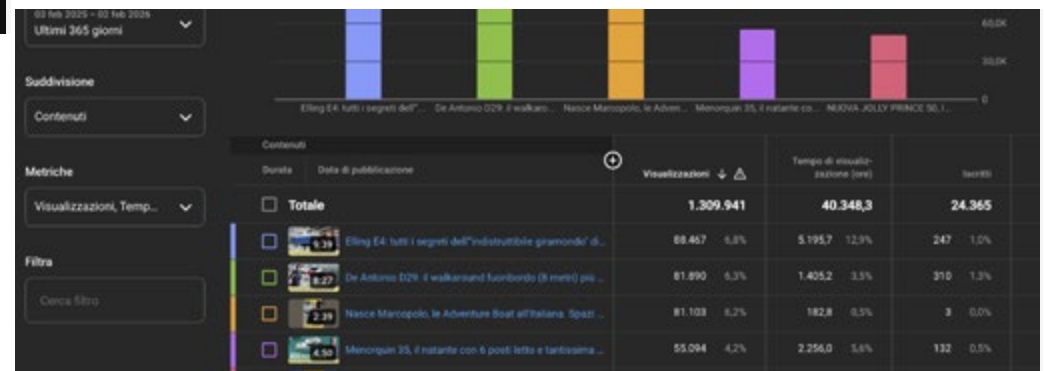 03 feb 2025 – 02 feb 2026
Ultimi 365 giorni
Suddivisione
Contenuti
Metriche
Visualizzazioni, Temp...
Filtra
Cerca filtro
60,0K
30,0K
0
Elling E4: tutti i segreti dell'"... De Antonio D29: il walkaro... Nasce Marcopolo, le Adven... Menorquin 35, il natante co... NUOVA JOLLY PRINCE 50, l...
Contenuti
Durata Data di pubblicazione Visualizzazioni Tempo di visualiz-
zazione (ore) Iscritti
Totale 1.309.941 40.348,3 24.365
9:39 Elling E4: tutti i segreti dell'"indistruttibile giramondo' di... 88.467 6,8% 5.195,7 12,9% 247 1,0%
8:27 De Antonio D29: il walkaround fuoribordo (8 metri) più ... 81.890 6,3% 1.405,2 3,5% 310 1,3%
2:39 Nasce Marcopolo, le Adventure Boat all'italiana. Spazi ... 81.103 6,2% 182,8 0,5% 3 0,0%
4:50 Menorquin 35, il natante con 6 posti letto e tantissima ... 55.094 4,2% 2.256,0 5,6% 132 0,5%